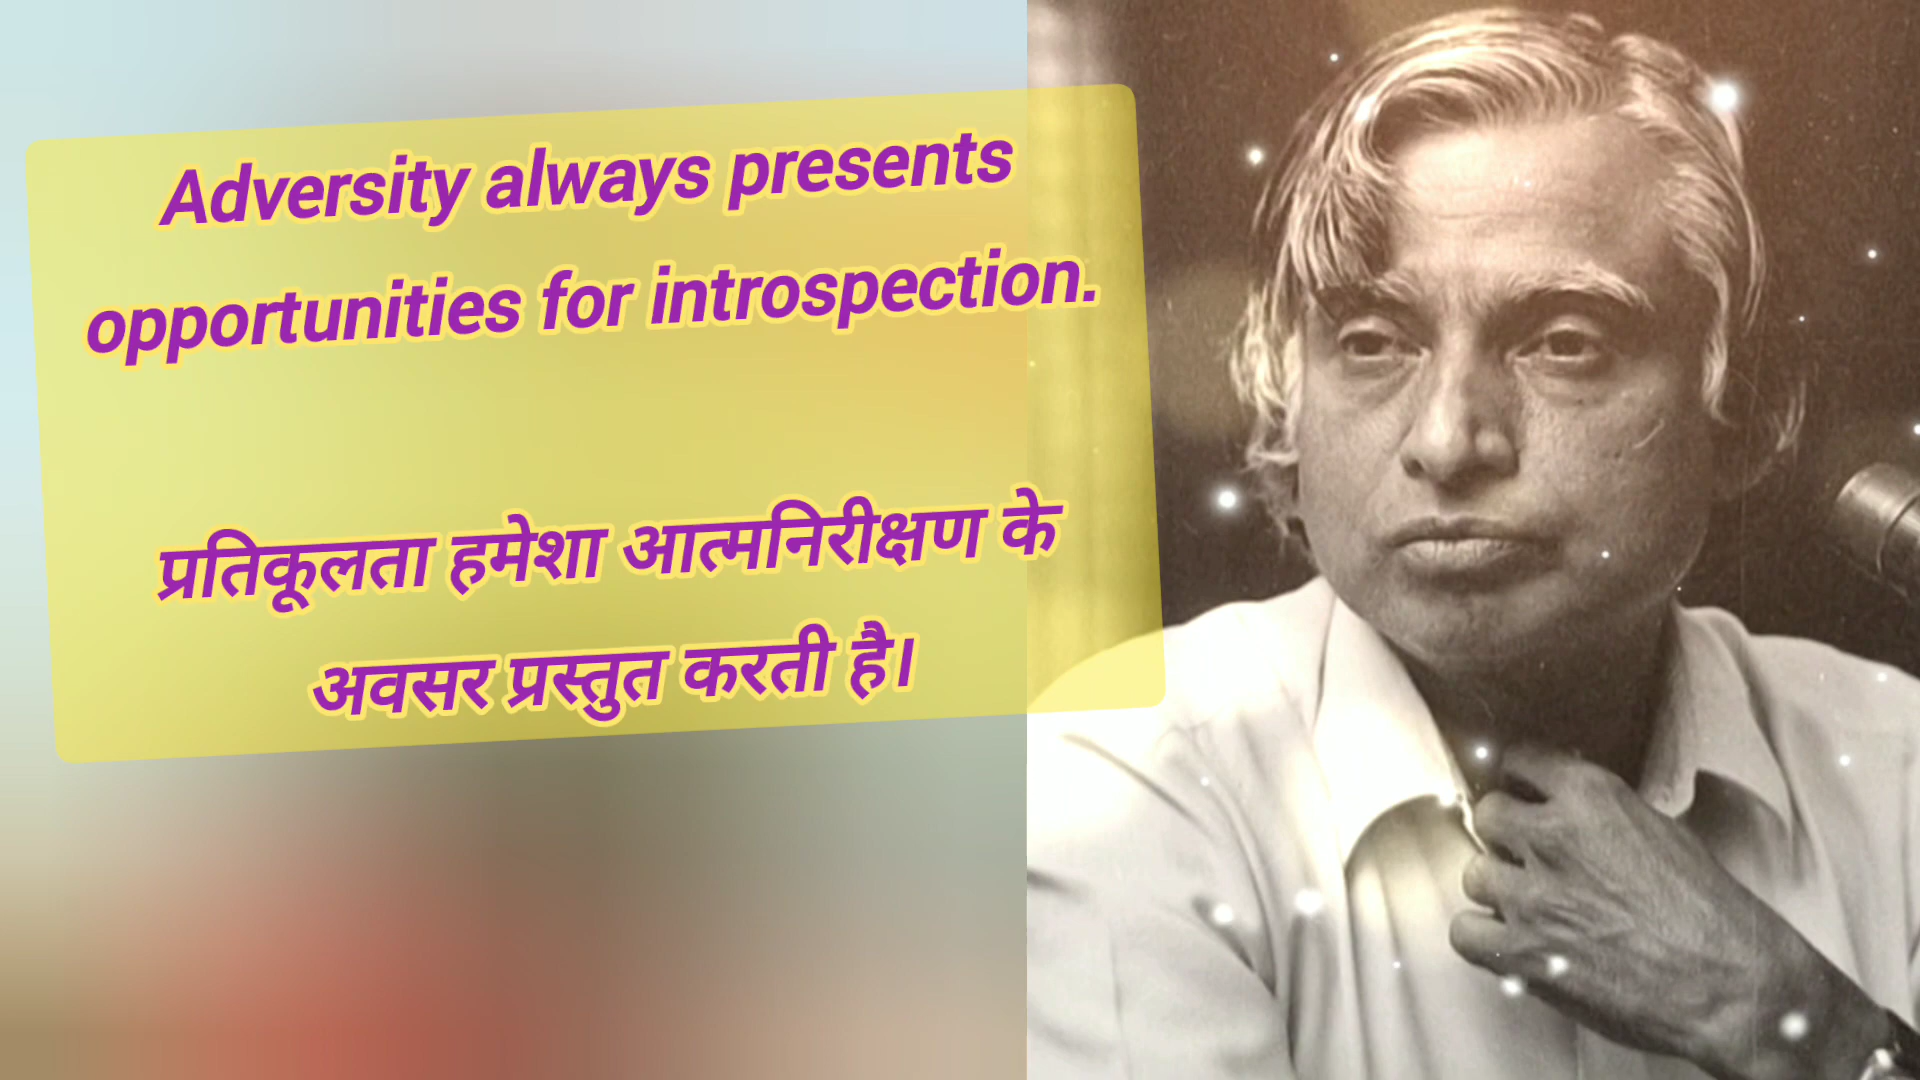 Adversity always presents
opportunities for introspection.
प्रतिकूलता हमेशा आत्मनिरीक्षण के
अवसर प्रस्तुत करती है।